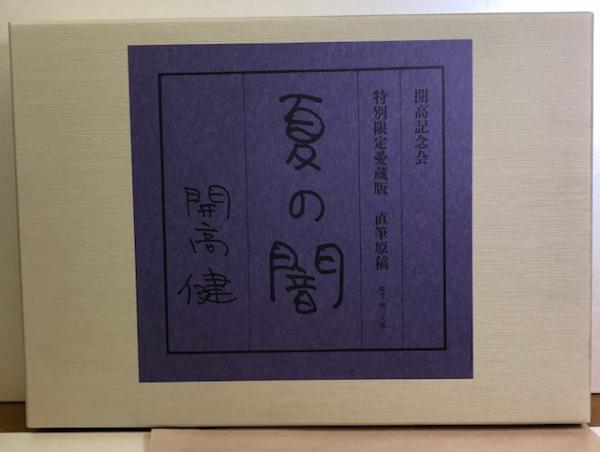 開高記念会
特別限定愛蔵版　直筆原稿
夏の闇
開高健